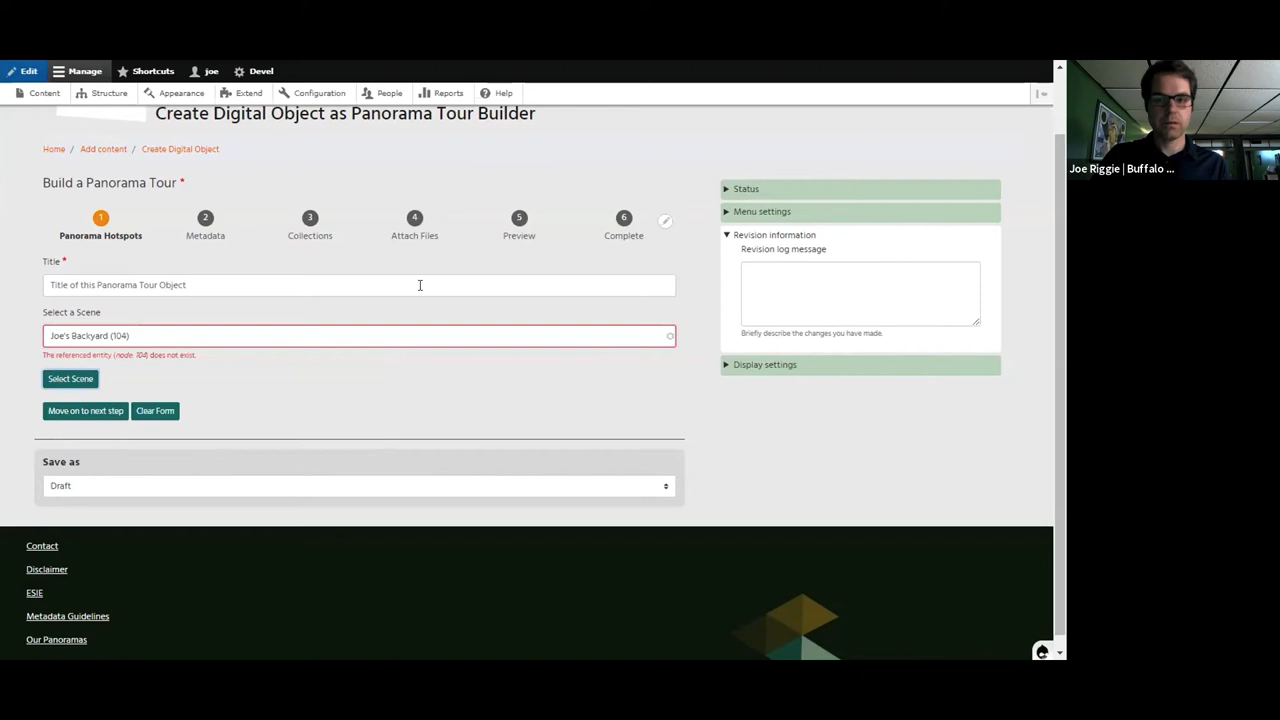 Edit Manage Shortcuts joe Devel
Content Structure Appearance Extend Configuration People Reports Help
Create Digital Object as Panorama Tour Builder
Home / Add content / Create Digital Object
Build a Panorama Tour *
1 2 3 4 5 6
Panorama Hotspots Metadata Collections Attach Files Preview Complete
Title *
Title of this Panorama Tour Object
Select a Scene
Joe's Backyard (104)
The referenced entity (node: 104) does not exist.
Select Scene
Move on to next step Clear Form
Save as
Draft
Status
Menu settings
Revision information
Revision log message
Briefly describe the changes you have made.
Display settings
Contact
Disclaimer
ESIE
Metadata Guidelines
Our Panoramas
Joe Riggie | Buffalo ...